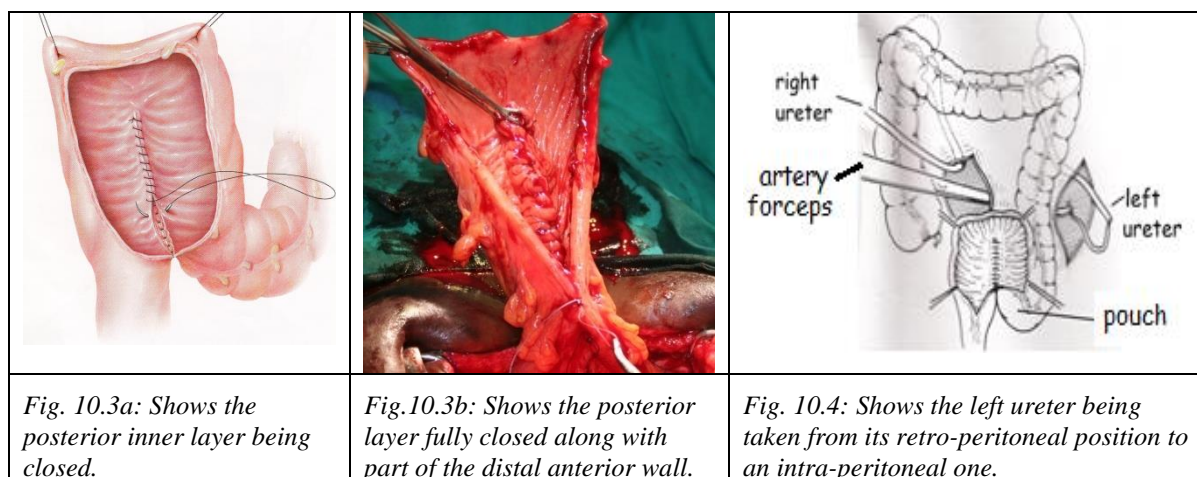 right
ureter
artery
forceps
left
ureter
pouch
Fig. 10.3a: Shows the
posterior inner layer being
closed.
Fig.10.3b: Shows the posterior
layer fully closed along with
part of the distal anterior wall.
Fig. 10.4: Shows the left ureter being
taken from its retro-peritoneal position to
an intra-peritoneal one.